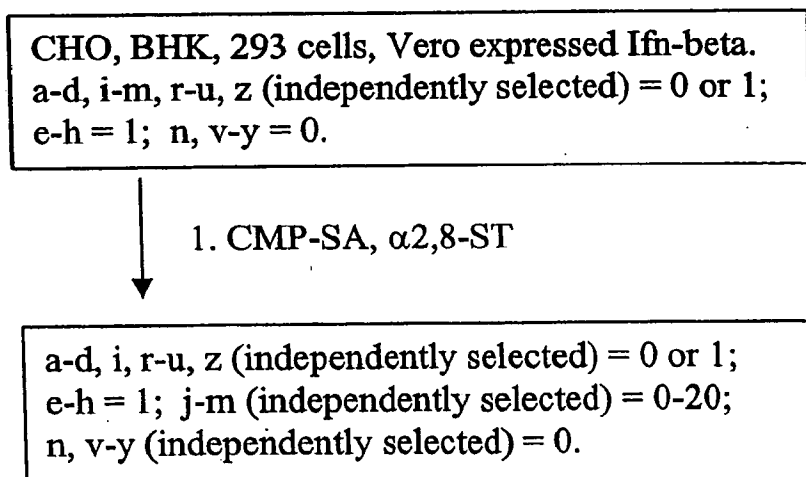 CHO, BHK, 293 cells, Vero expressed Ifn-beta.
a-d, i-m, r-u, z (independently selected) = 0 or 1;
e-h = 1; n, v-y = 0.
1. CMP-SA, α2,8-ST
a-d, i, r-u, z (independently selected) = 0 or 1;
e-h = 1; j-m (independently selected) = 0-20;
n, v-y (independently selected) = 0.